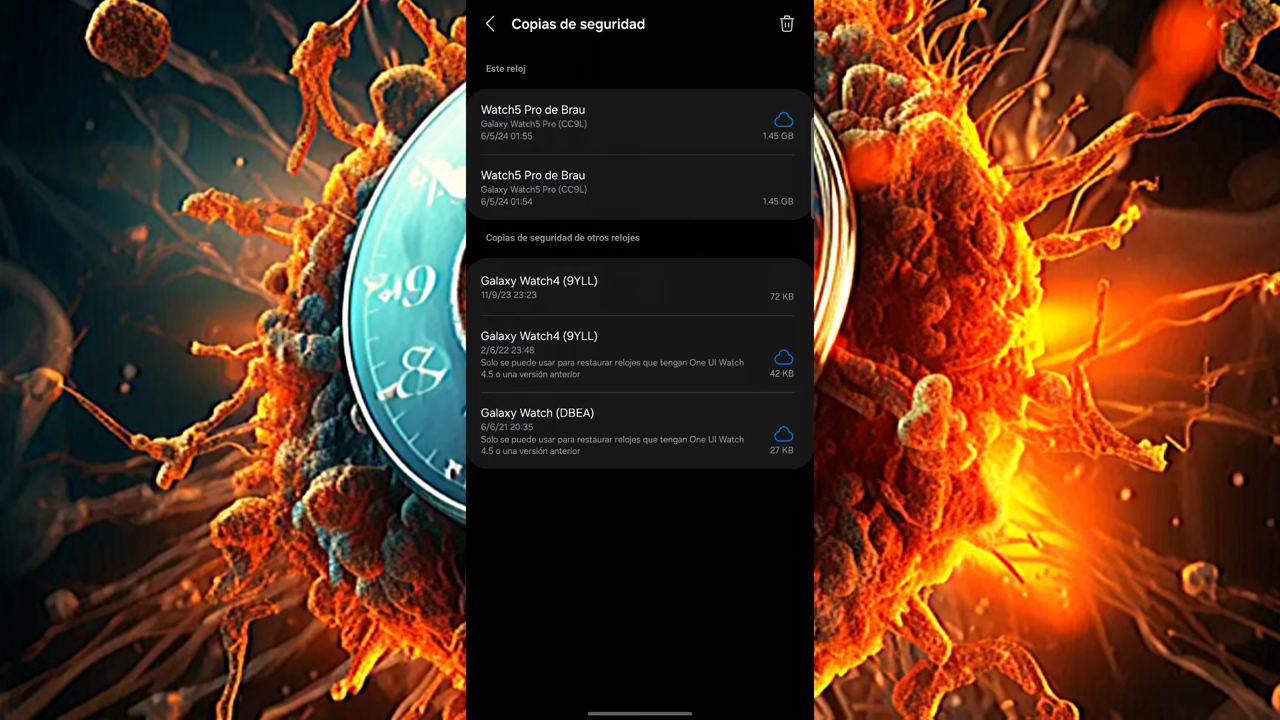 Copias de seguridad
Este reloj
Watch5 Pro de Brau
Galaxy Watch5 Pro (CC9L)
6/5/24 01:55
1.45 GB
Watch5 Pro de Brau
Galaxy Watch5 Pro (CC9L)
6/5/24 01:54
1.45 GB
Copias de seguridad de otros relojes
Galaxy Watch4 (9YLL)
11/9/23 23:23
72 KB
Galaxy Watch4 (9YLL)
2/6/22 23:48
Solo se puede usar para restaurar relojes que tengan One UI Watch
4.5 o una versión anterior
42 KB
Galaxy Watch (DBEA)
6/6/21 20:35
Solo se puede usar para restaurar relojes que tengan One UI Watch
4.5 o una versión anterior
27 KB